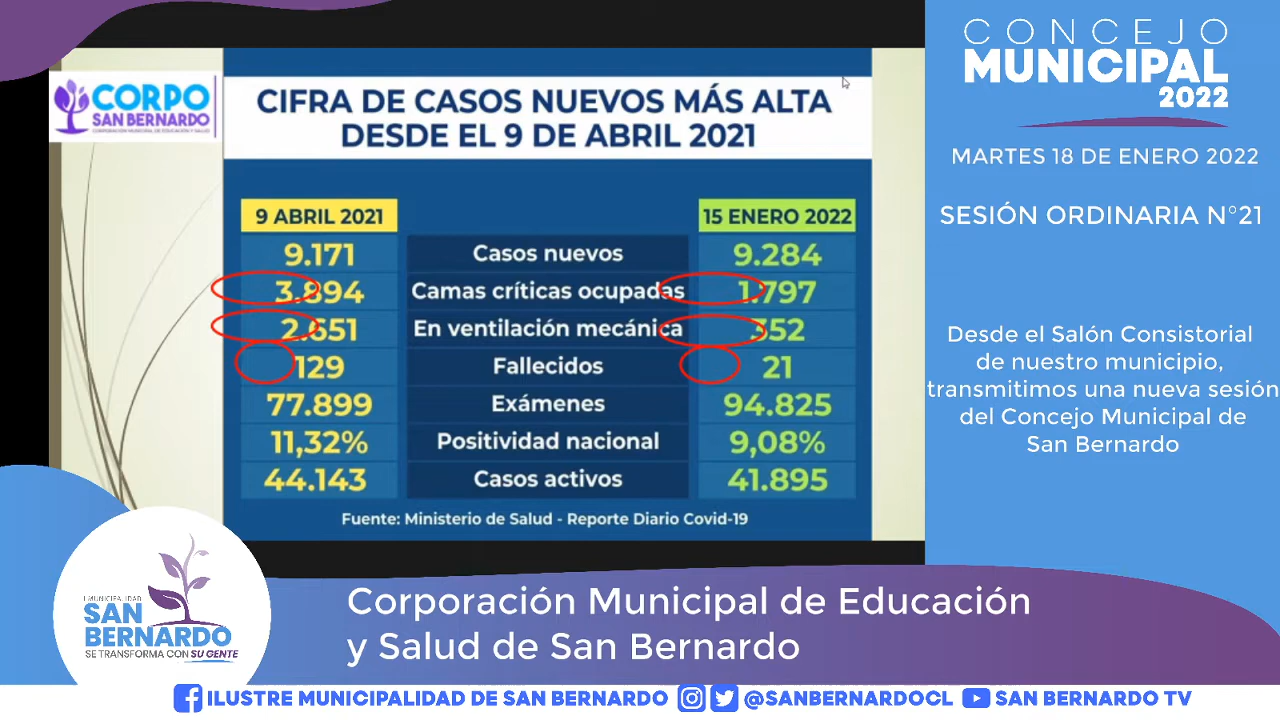 CONCEJO
MUNICIPAL
2022
MARTES 18 DE ENERO 2022
SESIÓN ORDINARIA N°21
Desde el Salón Consistorial
de nuestro municipio,
transmitimos una nueva sesión
del Concejo Municipal de
San Bernardo
CORPO
SAN BERNARDO
CORPORACIÓN MUNICIPAL DE EDUCACIÓN Y SALUD
CIFRA DE CASOS NUEVOS MÁS ALTA
DESDE EL 9 DE ABRIL 2021
9 ABRIL 2021 15 ENERO 2022
9.171 Casos nuevos 9.284
3.894 Camas críticas ocupadas 1.797
2.651 En ventilación mecánica 352
129 Fallecidos 21
77.899 Exámenes 94.825
11,32% Positividad nacional 9,08%
44.143 Casos activos 41.895
Fuente: Ministerio de Salud - Reporte Diario Covid-19
I MUNICIPALIDAD
SAN
BERNARDO
SE TRANSFORMA CON SU GENTE
Corporación Municipal de Educación
y Salud de San Bernardo
ILUSTRE MUNICIPALIDAD DE SAN BERNARDO @SANBERNARDOCL SAN BERNARDO TV